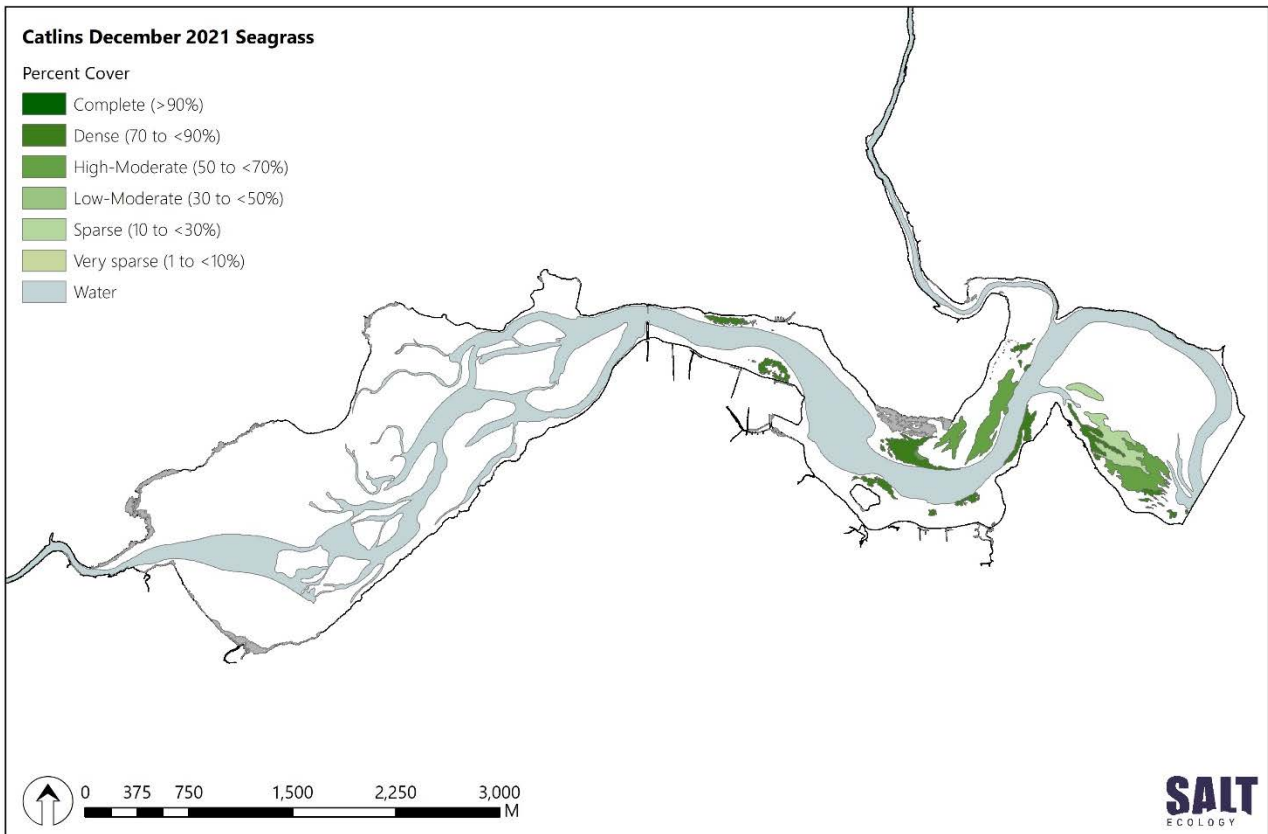 Catlins December 2021 Seagrass
Percent Cover
Complete (>90%)
Dense (70 to <90%)
High-Moderate (50 to <70%)
Low-Moderate (30 to <50%)
Sparse (10 to <30%)
Very sparse (1 to <10%)
Water
0 375 750 1,500 2,250 3,000
M
SALT
ECOLOGY